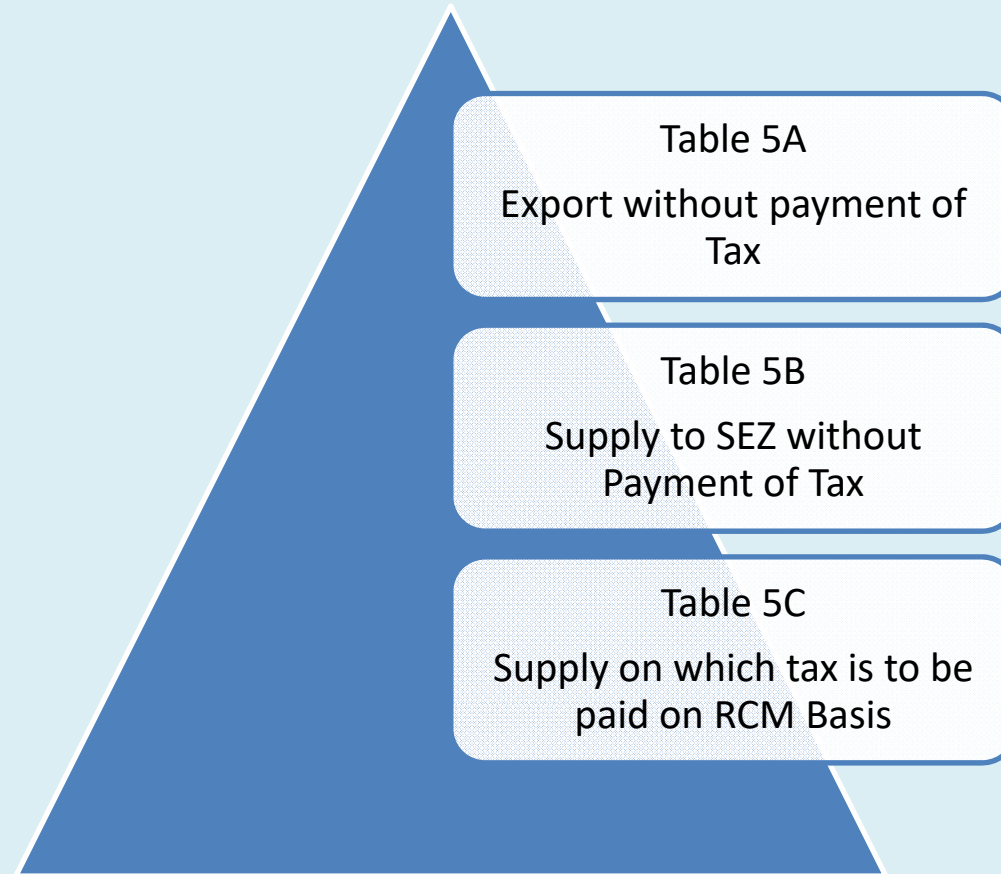 Table 5A
Export without payment of
Tax
Table 5B
Supply to SEZ without
Payment of Tax
Table 5C
Supply on which tax is to be
paid on RCM Basis